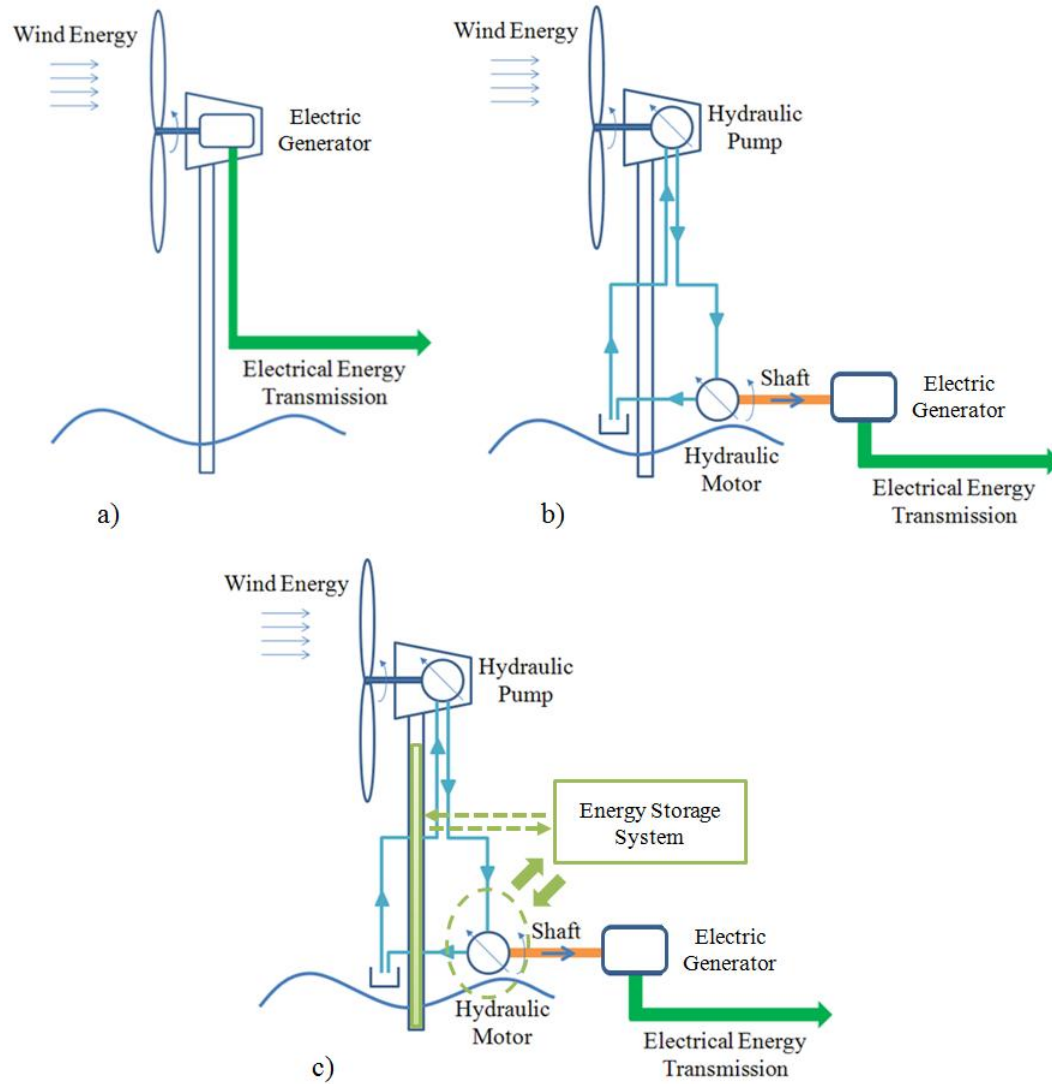 Wind Energy
Electric
Generator
Electrical Energy
Transmission
a)
Wind Energy
Hydraulic
Pump
Shaft
Electric
Generator
Hydraulic
Motor
Electrical Energy
Transmission
b)
Wind Energy
Hydraulic
Pump
Energy Storage
System
Shaft
Electric
Generator
Hydraulic
Motor
Electrical Energy
Transmission
c)